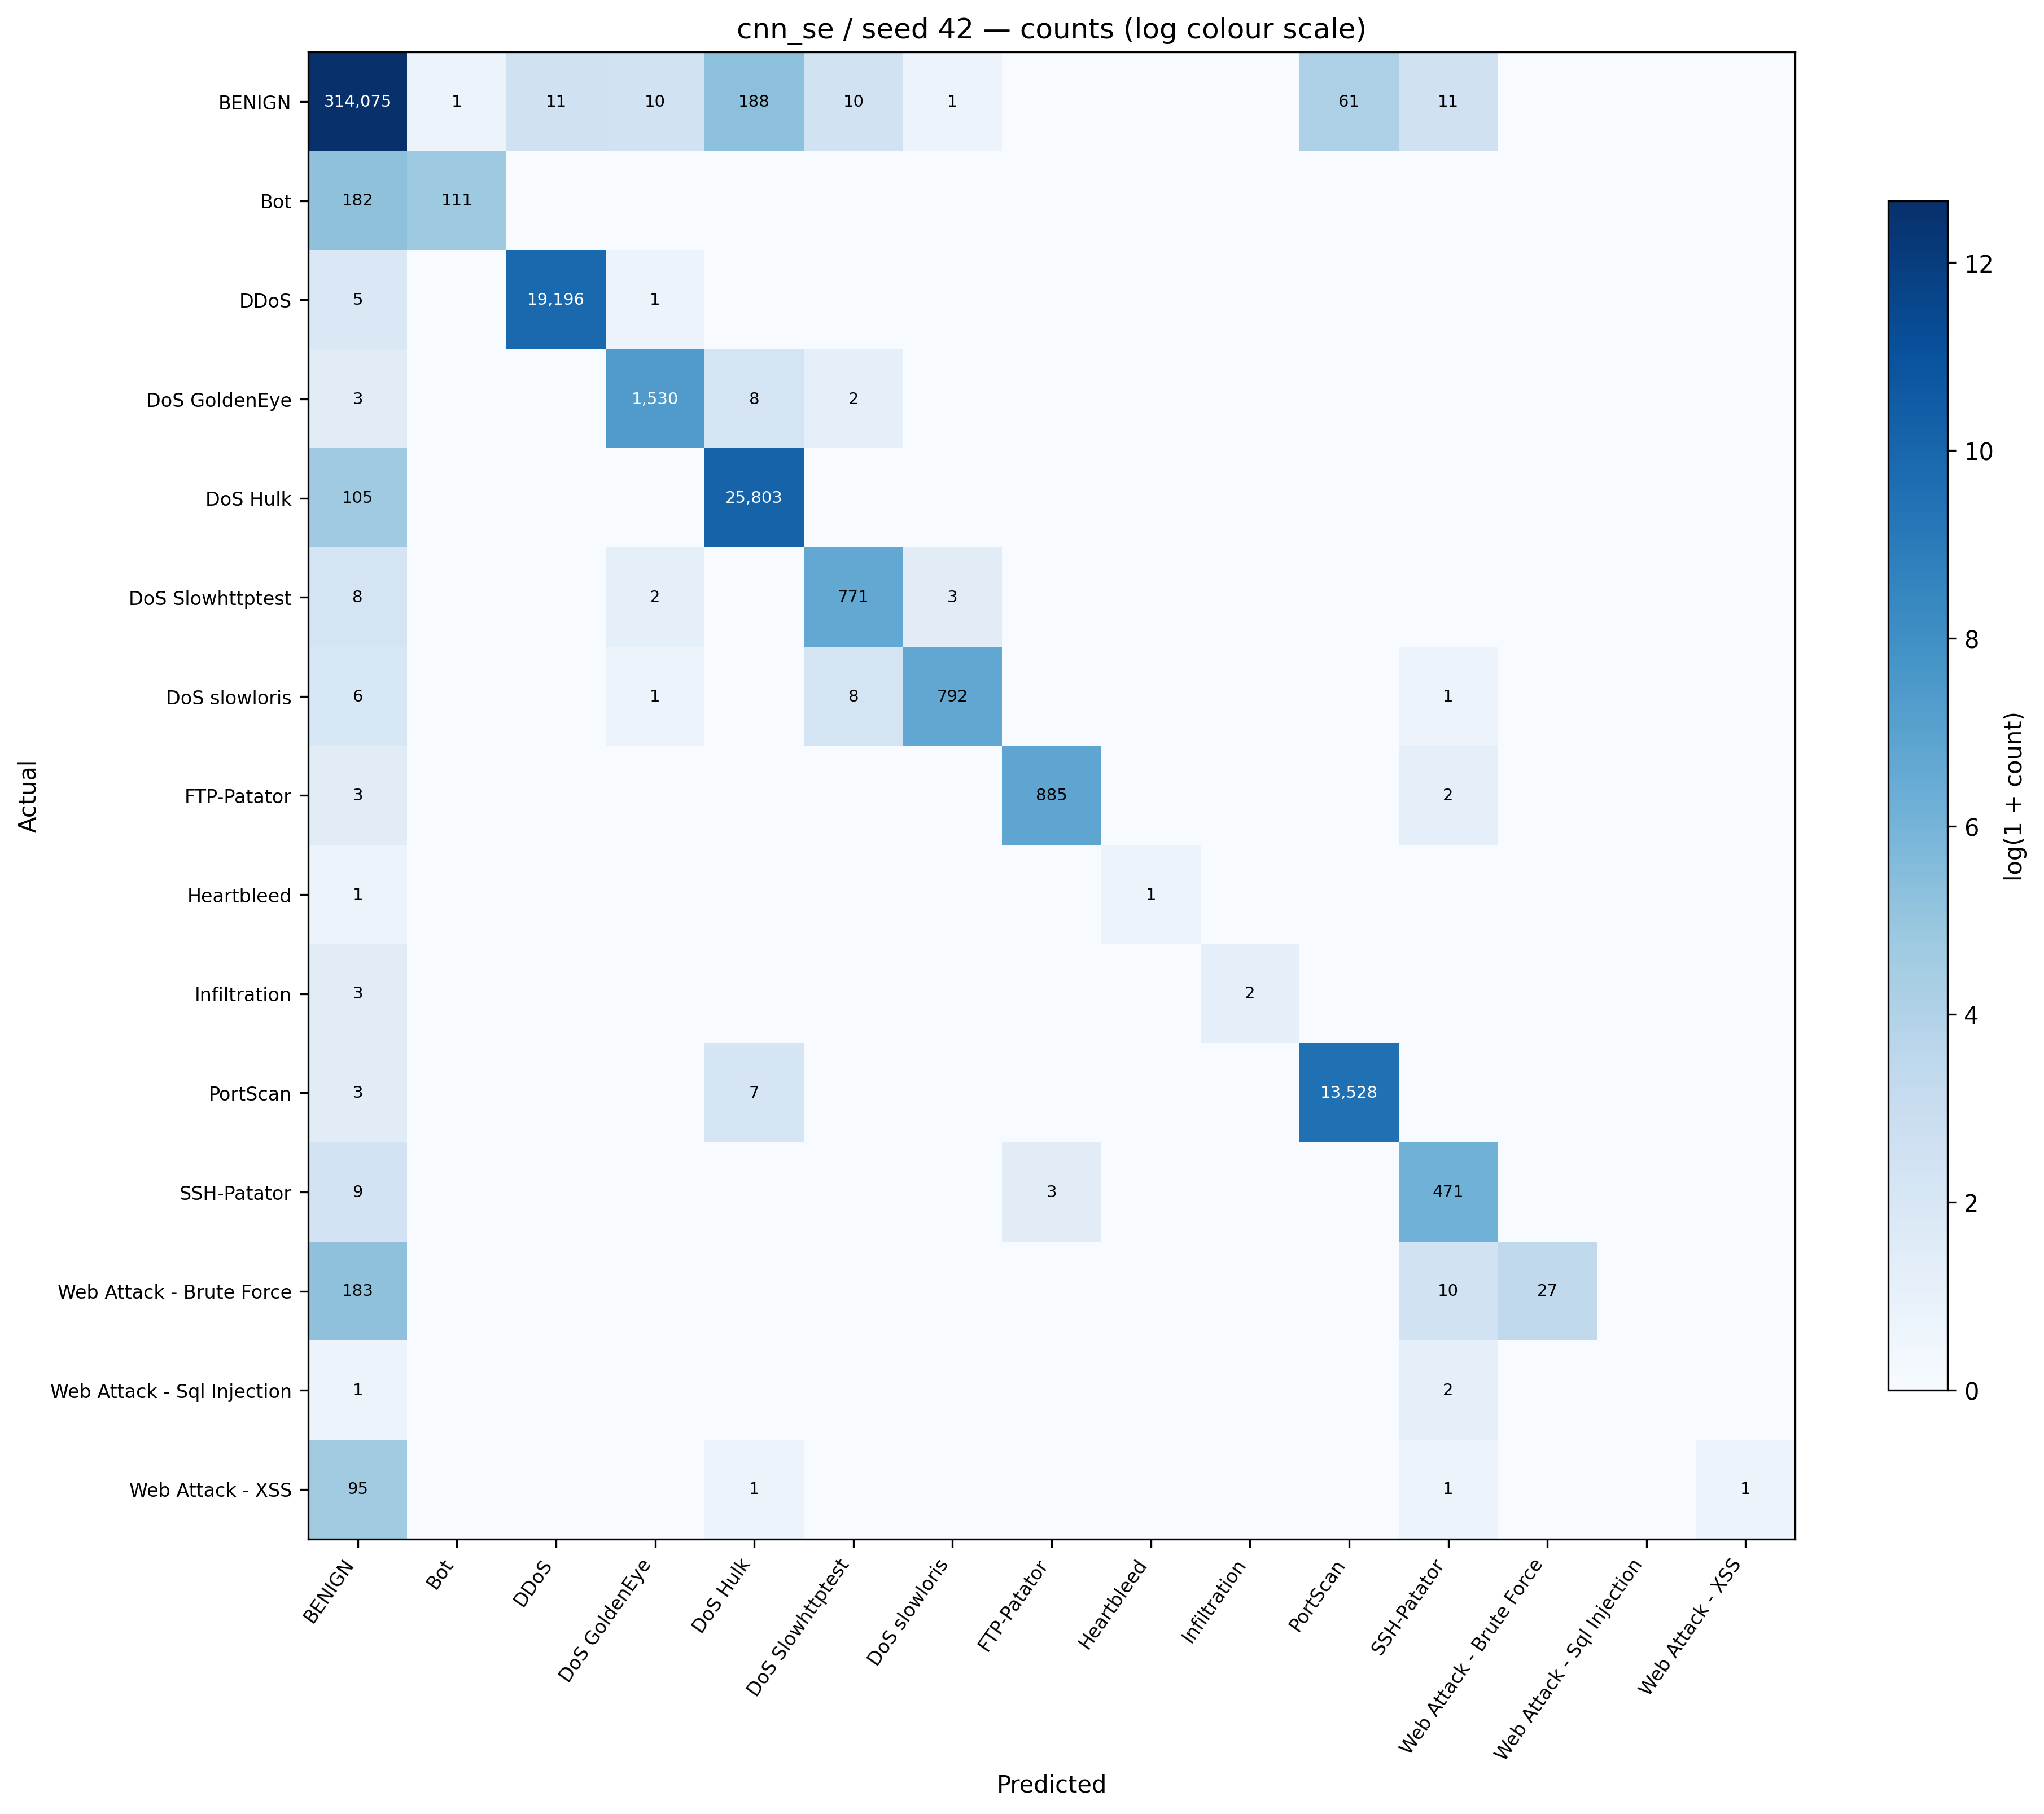 cnn_se / seed 42 — counts (log colour scale)
BENIGN 314,075 1 11 10 188 10 1 61 11
Bot 182 111
DDoS 5 19,196 1
DoS GoldenEye 3 1,530 8 2
DoS Hulk 105 25,803
DoS Slowhttptest 8 2 771 3
DoS slowloris 6 1 8 792 1
FTP-Patator 3 885 2
Heartbleed 1 1
Infiltration 3 2
PortScan 3 7 13,528
SSH-Patator 9 3 471
Web Attack - Brute Force 183 10 27
Web Attack - Sql Injection 1 2
Web Attack - XSS 95 1 1 1
Actual
BENIGN
Bot
DDoS
DoS GoldenEye
DoS Hulk
DoS Slowhttptest
DoS slowloris
FTP-Patator
Heartbleed
Infiltration
PortScan
SSH-Patator
Web Attack - Brute Force
Web Attack - Sql Injection
Web Attack - XSS
Predicted
12
10
8
6
4
2
0
log(1 + count)